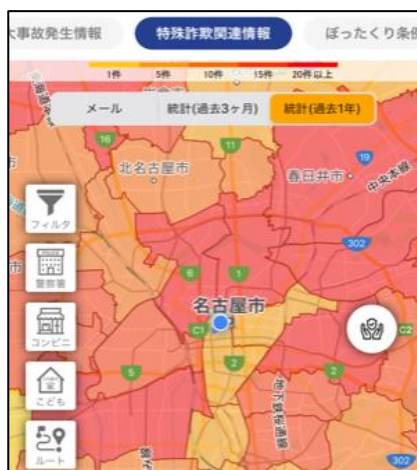 大事故発生情報
特殊詐欺関連情報
ぼったくり条例
1件
5件
10件
15件
20件以上
メール
統計(過去3ヶ月)
統計(過去1年)
16
11
19
北名古屋市
春日井市
中央本線
フィルタ
302
警察署
6
1
名古屋市
コンビニ
C1
C2
2
5
2
こども
地下鉄桜通線
ルート
302